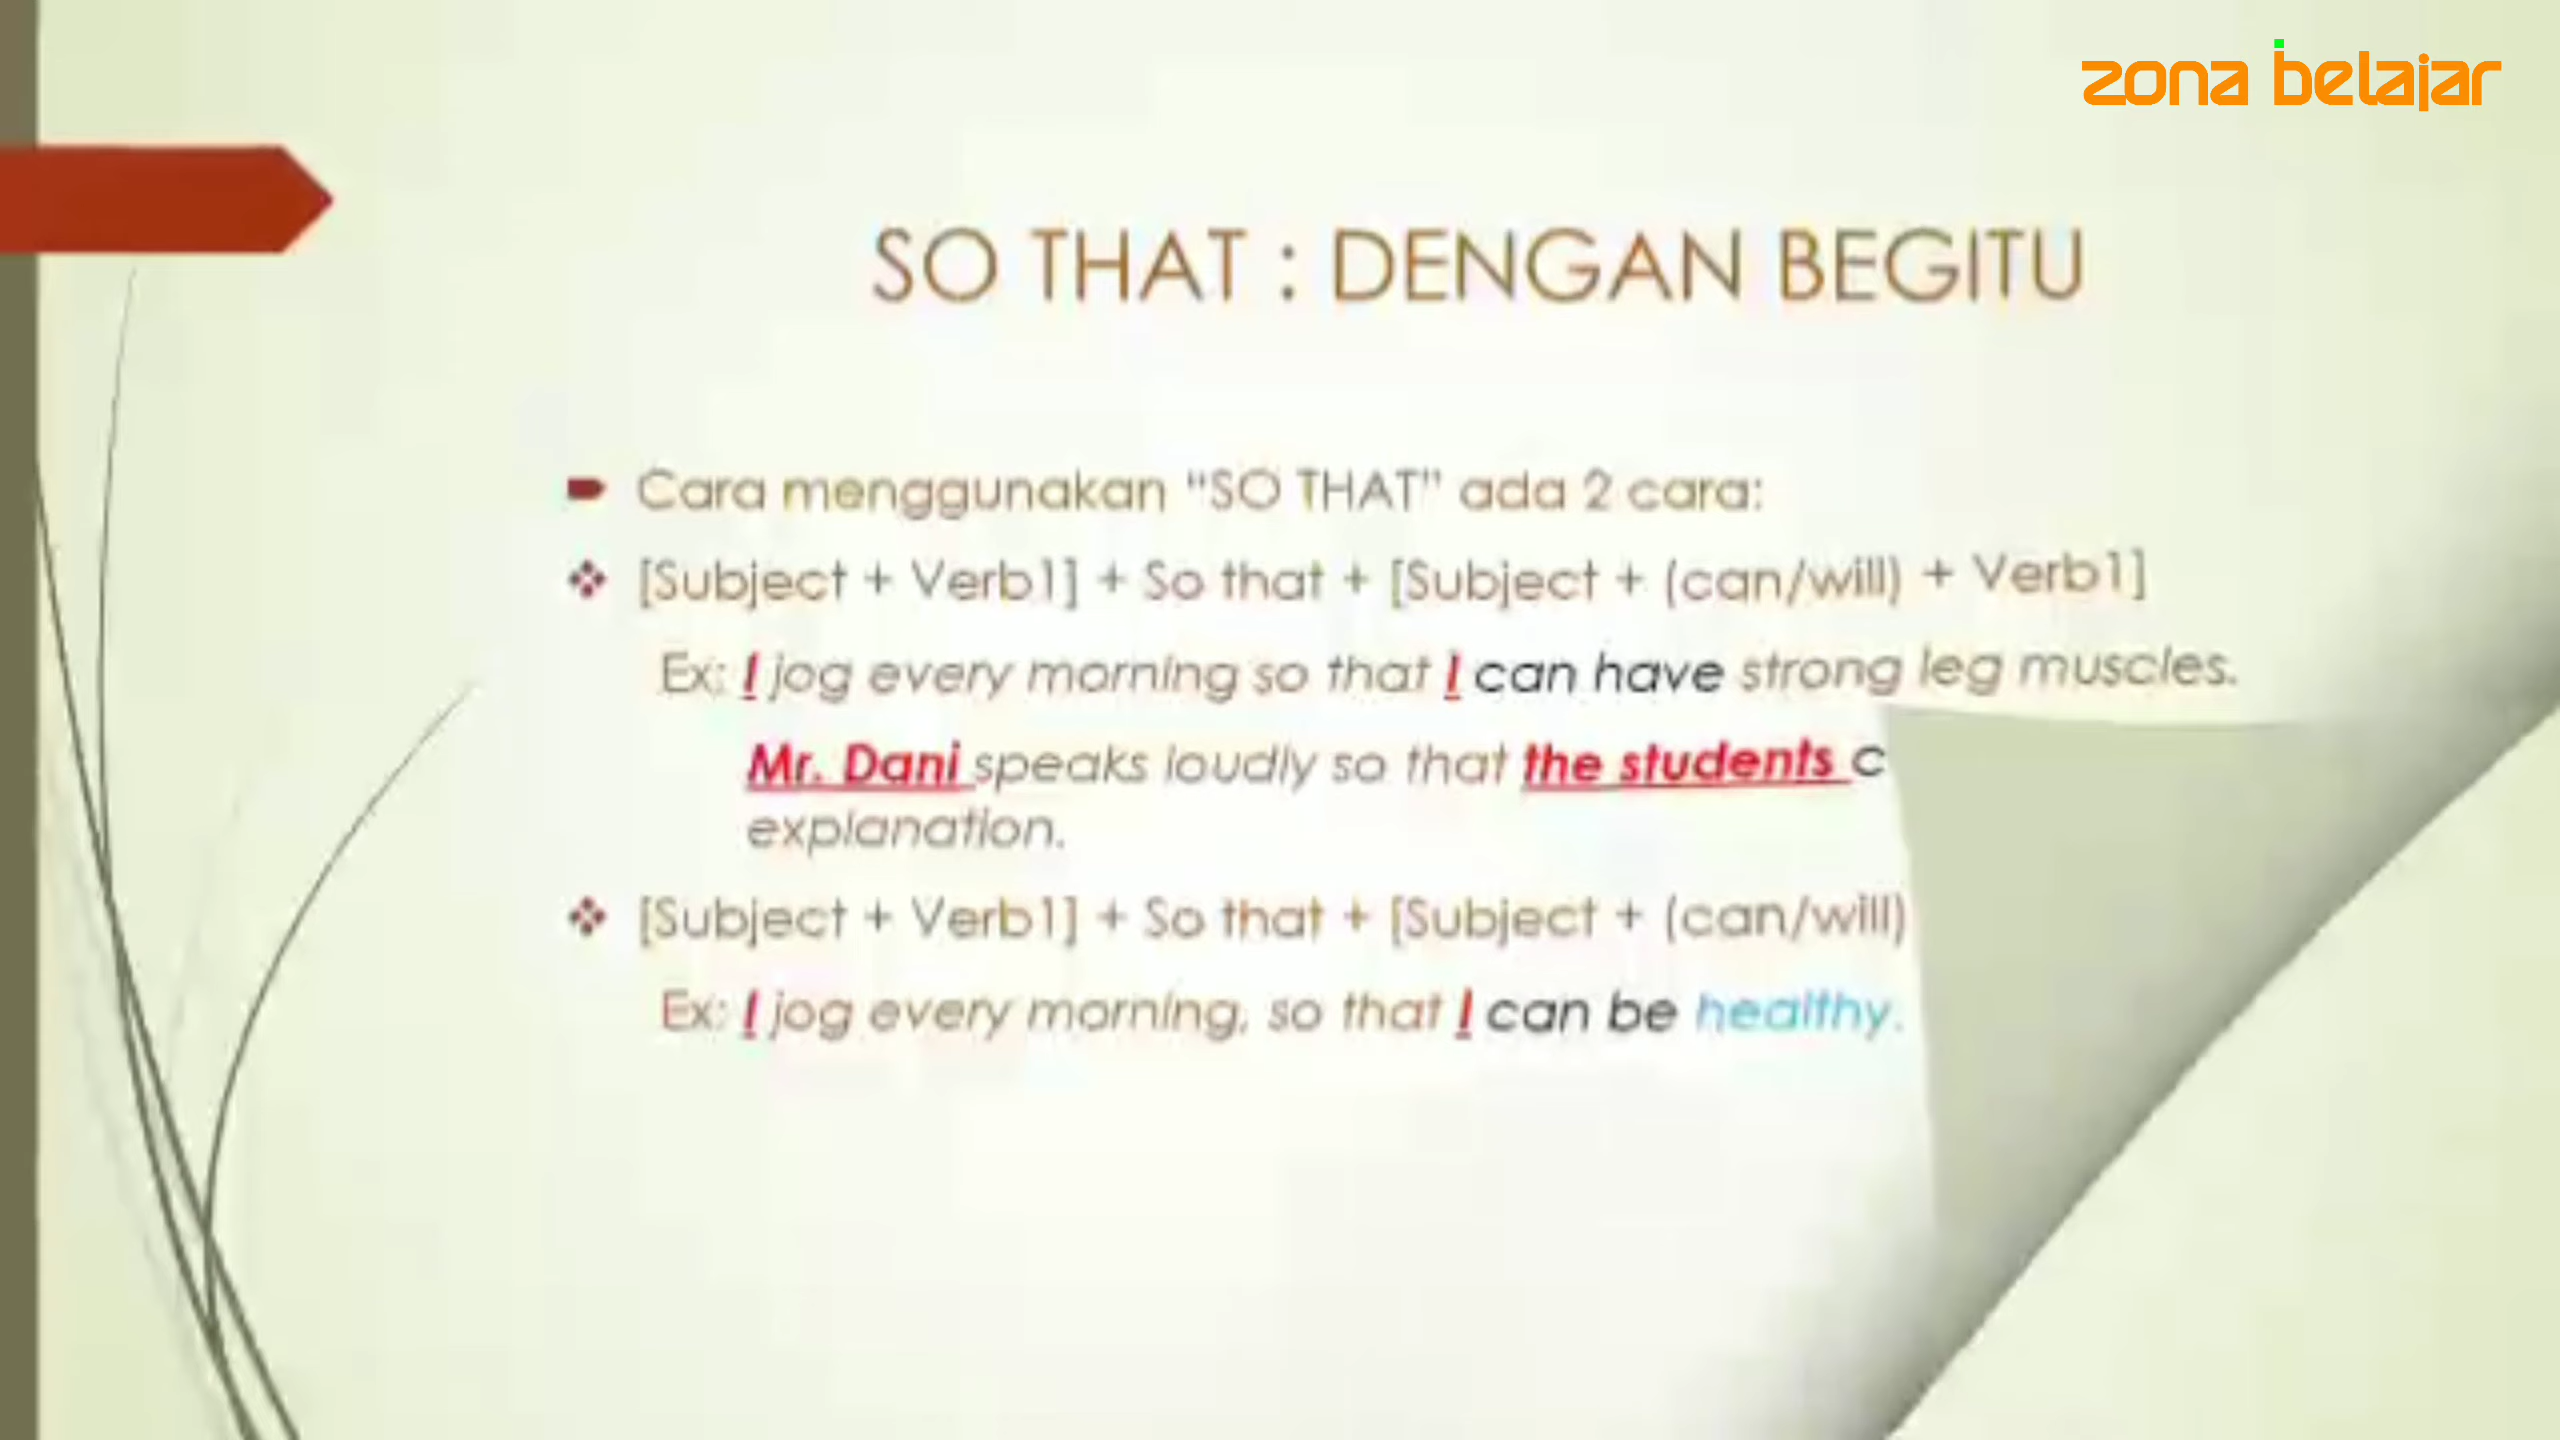 zona belajar
SO THAT : DENGAN BEGITU
Cara menggunakan “SO THAT” ada 2 cara:
[Subject + Verb1] + So that + [Subject + (can/will) + Verb1]
Ex: I jog every morning so that I can have strong leg muscles.
Mr. Dani speaks loudly so that the students c
explanation.
[Subject + Verb1] + So that + [Subject + (can/will)
Ex: I jog every morning, so that I can be healthy.